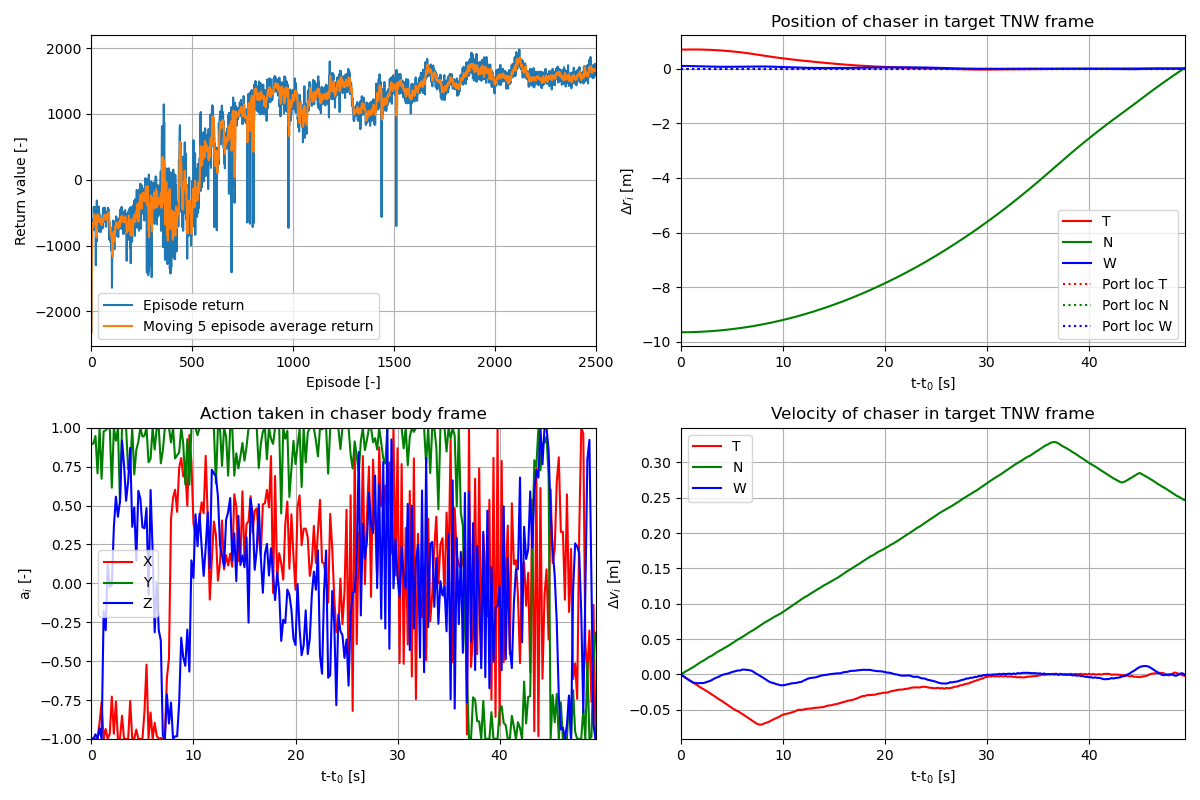 2000
1000
0
−1000
−2000
Return value [-]
Episode return
Moving 5 episode average return
0
500
1000
1500
2000
2500
Episode [-]
Position of chaser in target TNW frame
0
−2
−4
−6
−8
−10
Δr_i [m]
T
N
W
Port loc T
Port loc N
Port loc W
0
10
20
30
40
t-t_0 [s]
Action taken in chaser body frame
1.00
0.75
0.50
0.25
0.00
−0.25
−0.50
−0.75
−1.00
a_i [-]
X
Y
Z
0
10
20
30
40
t-t_0 [s]
Velocity of chaser in target TNW frame
0.30
0.25
0.20
0.15
0.10
0.05
0.00
−0.05
Δv_i [m]
T
N
W
0
10
20
30
40
t-t_0 [s]